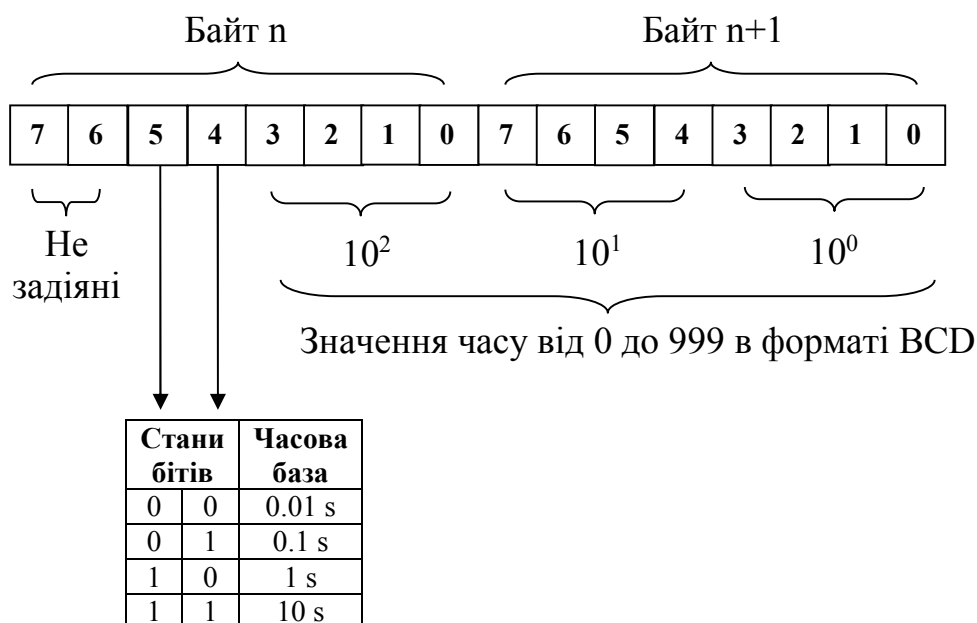 Байт n Байт n+1
7 6 5 4 3 2 1 0 7 6 5 4 3 2 1 0
Не
задіяні
10² 10¹ 10⁰
Значення часу від 0 до 999 в форматі BCD
Стани Часова
бітів база
0 0 0.01 s
0 1 0.1 s
1 0 1 s
1 1 10 s